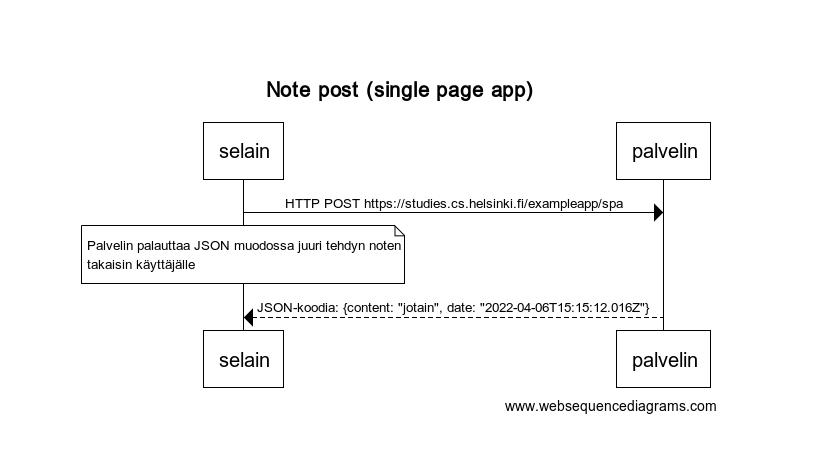 Note post (single page app)
selain palvelin
HTTP POST https://studies.cs.helsinki.fi/exampleapp/spa
Palvelin palauttaa JSON muodossa juuri tehdyn noten
takaisin käyttäjälle
JSON-koodia: {content: "jotain", date: "2022-04-06T15:15:12.016Z"}
selain palvelin
www.websequencediagrams.com